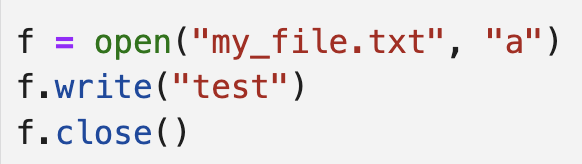 f = open("my_file.txt", "a")
f.write("test")
f.close()